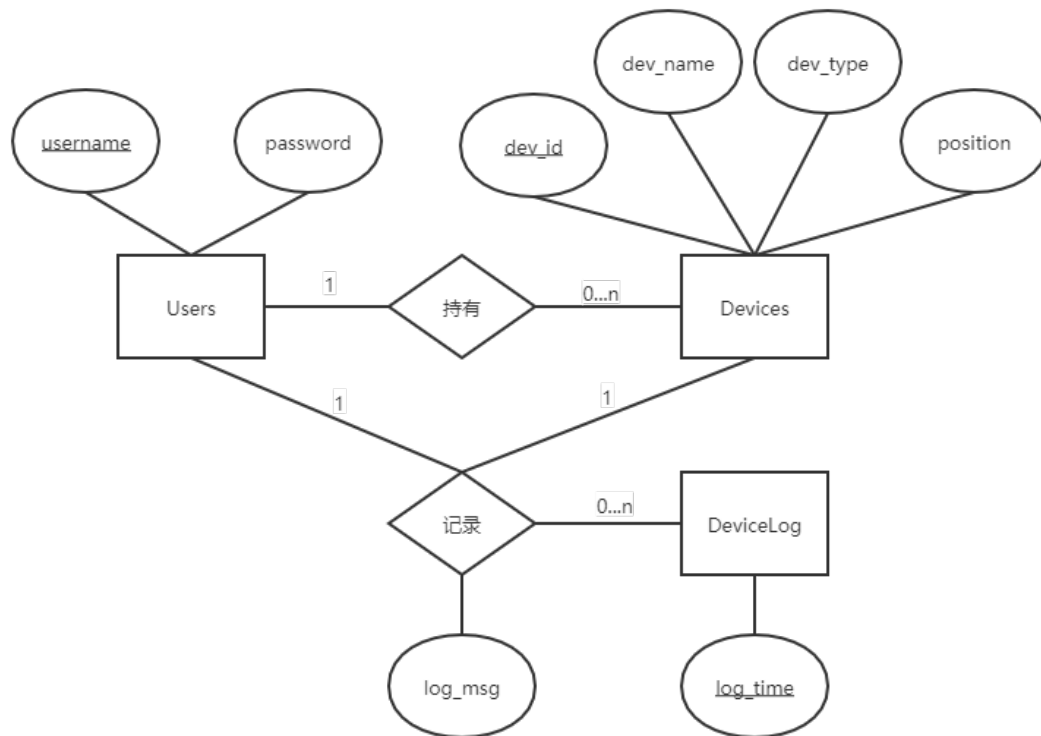 dev_name
dev_type
username
password
dev_id
position
Users
1
持有
0...n
Devices
1
1
记录
0...n
DeviceLog
log_msg
log_time